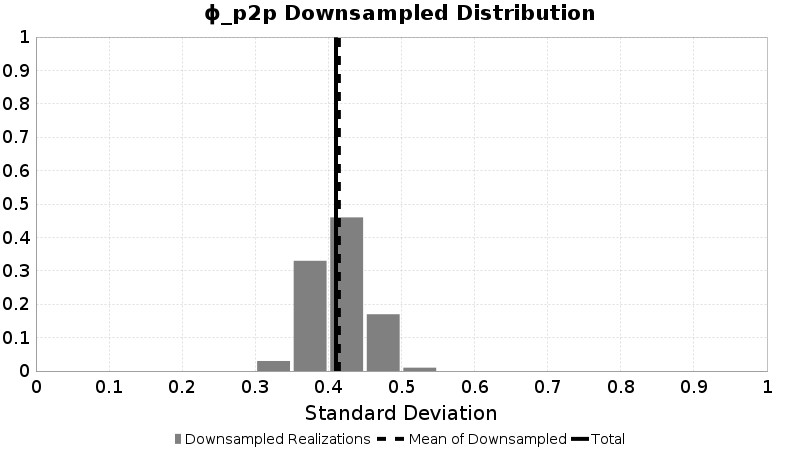 ϕ_p2p Downsampled Distribution
1
0.9
0.8
0.7
0.6
0.5
0.4
0.3
0.2
0.1
0
0 0.1 0.2 0.3 0.4 0.5 0.6 0.7 0.8 0.9 1
Standard Deviation
Downsampled Realizations Mean of Downsampled Total